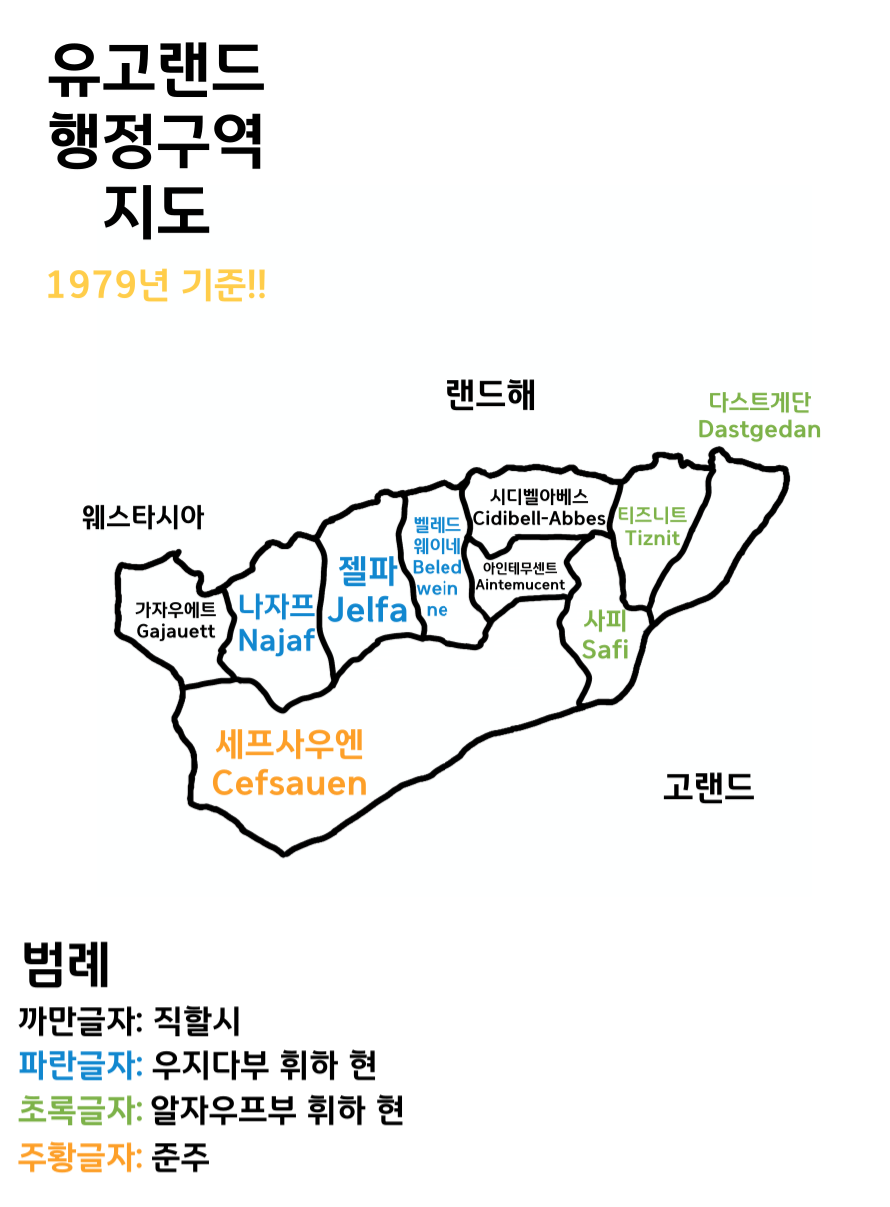 유고랜드
행정구역
지도
1979년 기준!!
랜드해
다스트게단
Dastgedan
웨스타시아
시디벨아베스
Cidibell-Abbes
티즈니트
Tiznit
벨레드
웨이네
Beled
wein
ne
아인테무센트
Aintemucent
젤파
Jelfa
나자프
Najaf
가자우에트
Gajauett
사피
Safi
세프사우엔
Cefsauen
고랜드
범례
까만글자: 직할시
파란글자: 우지다부 휘하 현
초록글자: 알자우프부 휘하 현
주황글자: 준주